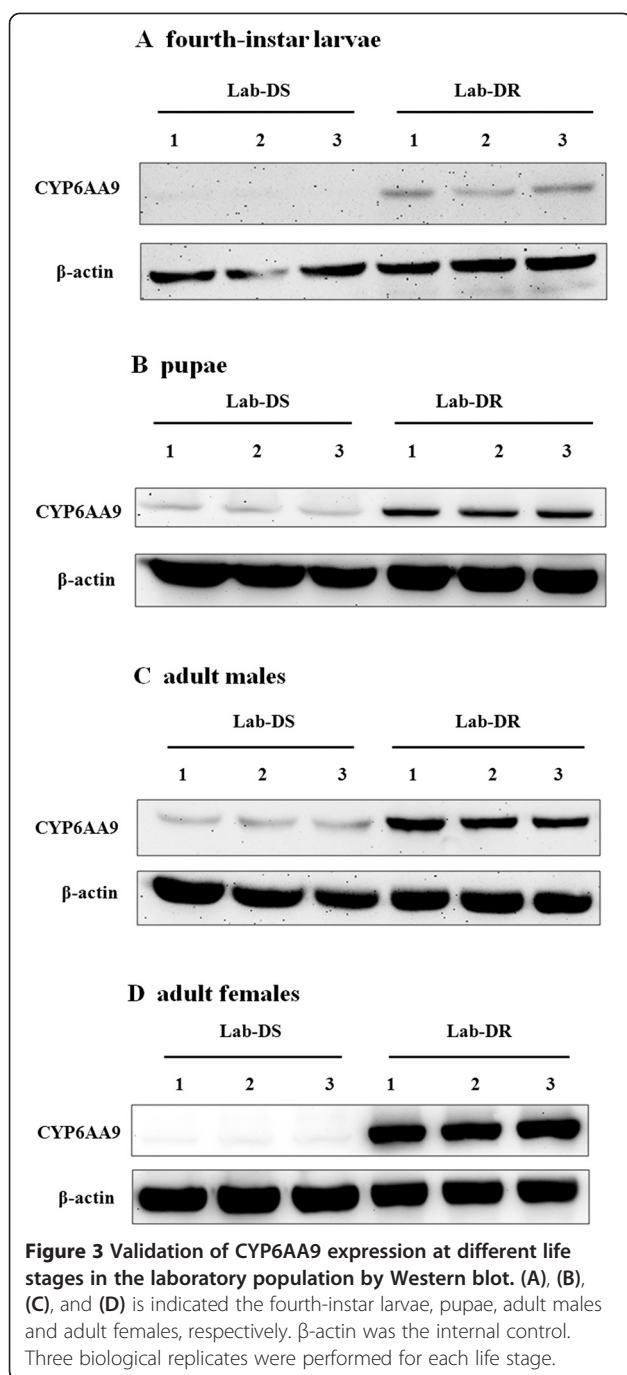 A fourth-instar larvae
Lab-DS Lab-DR
1 2 3 1 2 3
CYP6AA9
β-actin
B pupae
Lab-DS Lab-DR
1 2 3 1 2 3
CYP6AA9
β-actin
C adult males
Lab-DS Lab-DR
1 2 3 1 2 3
CYP6AA9
β-actin
D adult females
Lab-DS Lab-DR
1 2 3 1 2 3
CYP6AA9
β-actin
Figure 3 Validation of CYP6AA9 expression at different life
stages in the laboratory population by Western blot. (A), (B),
(C), and (D) is indicated the fourth-instar larvae, pupae, adult males
and adult females, respectively. β-actin was the internal control.
Three biological replicates were performed for each life stage.